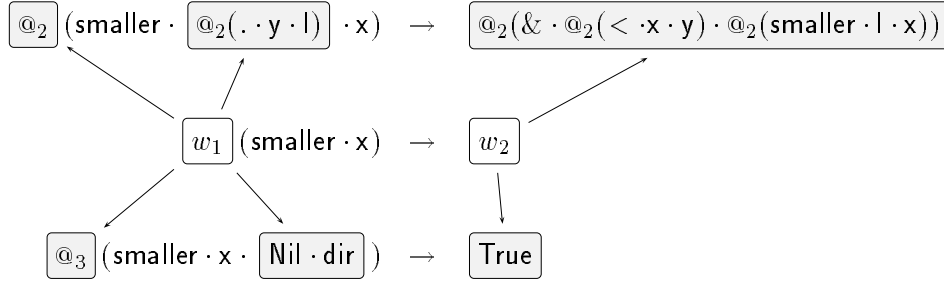 @₂ (smaller · @₂(. · y · l) · x) → @₂(& · @₂(< ·x · y) · @₂(smaller · l · x))
w₁ (smaller · x) → w₂
@₃ (smaller · x · Nil · dir ) → True